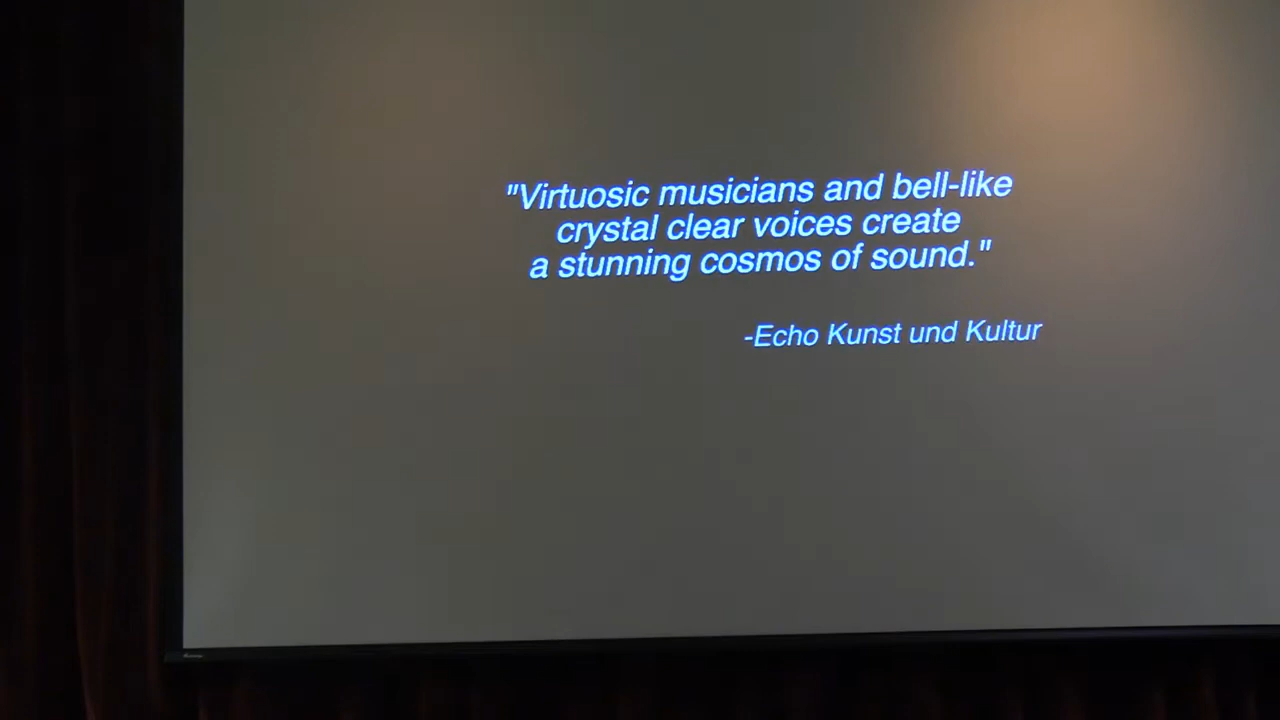 "Virtuosic musicians and bell-like
crystal clear voices create
a stunning cosmos of sound."
-Echo Kunst und Kultur